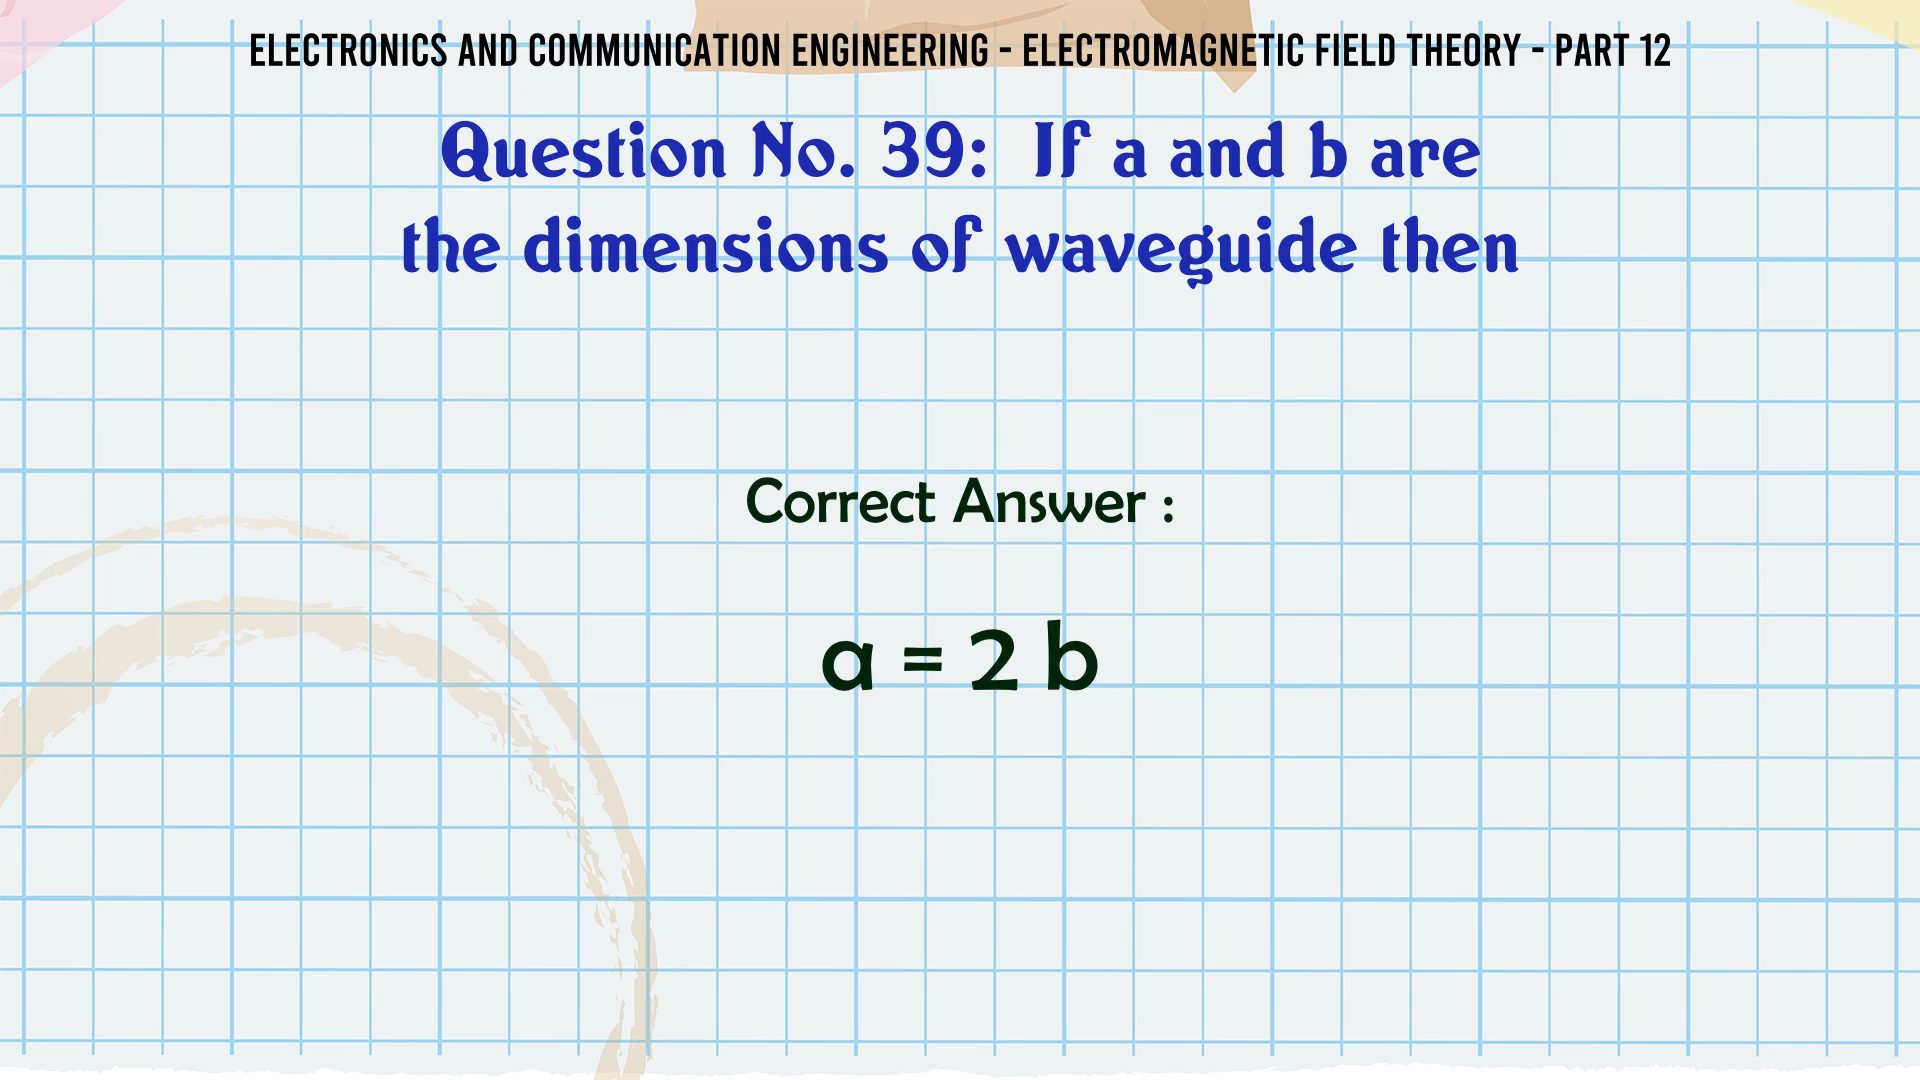 ELECTRONICS AND COMMUNICATION ENGINEERING - ELECTROMAGNETIC FIELD THEORY - PART 12
Question No. 39:  If a and b are
the dimensions of waveguide then
Correct Answer :
a = 2 b